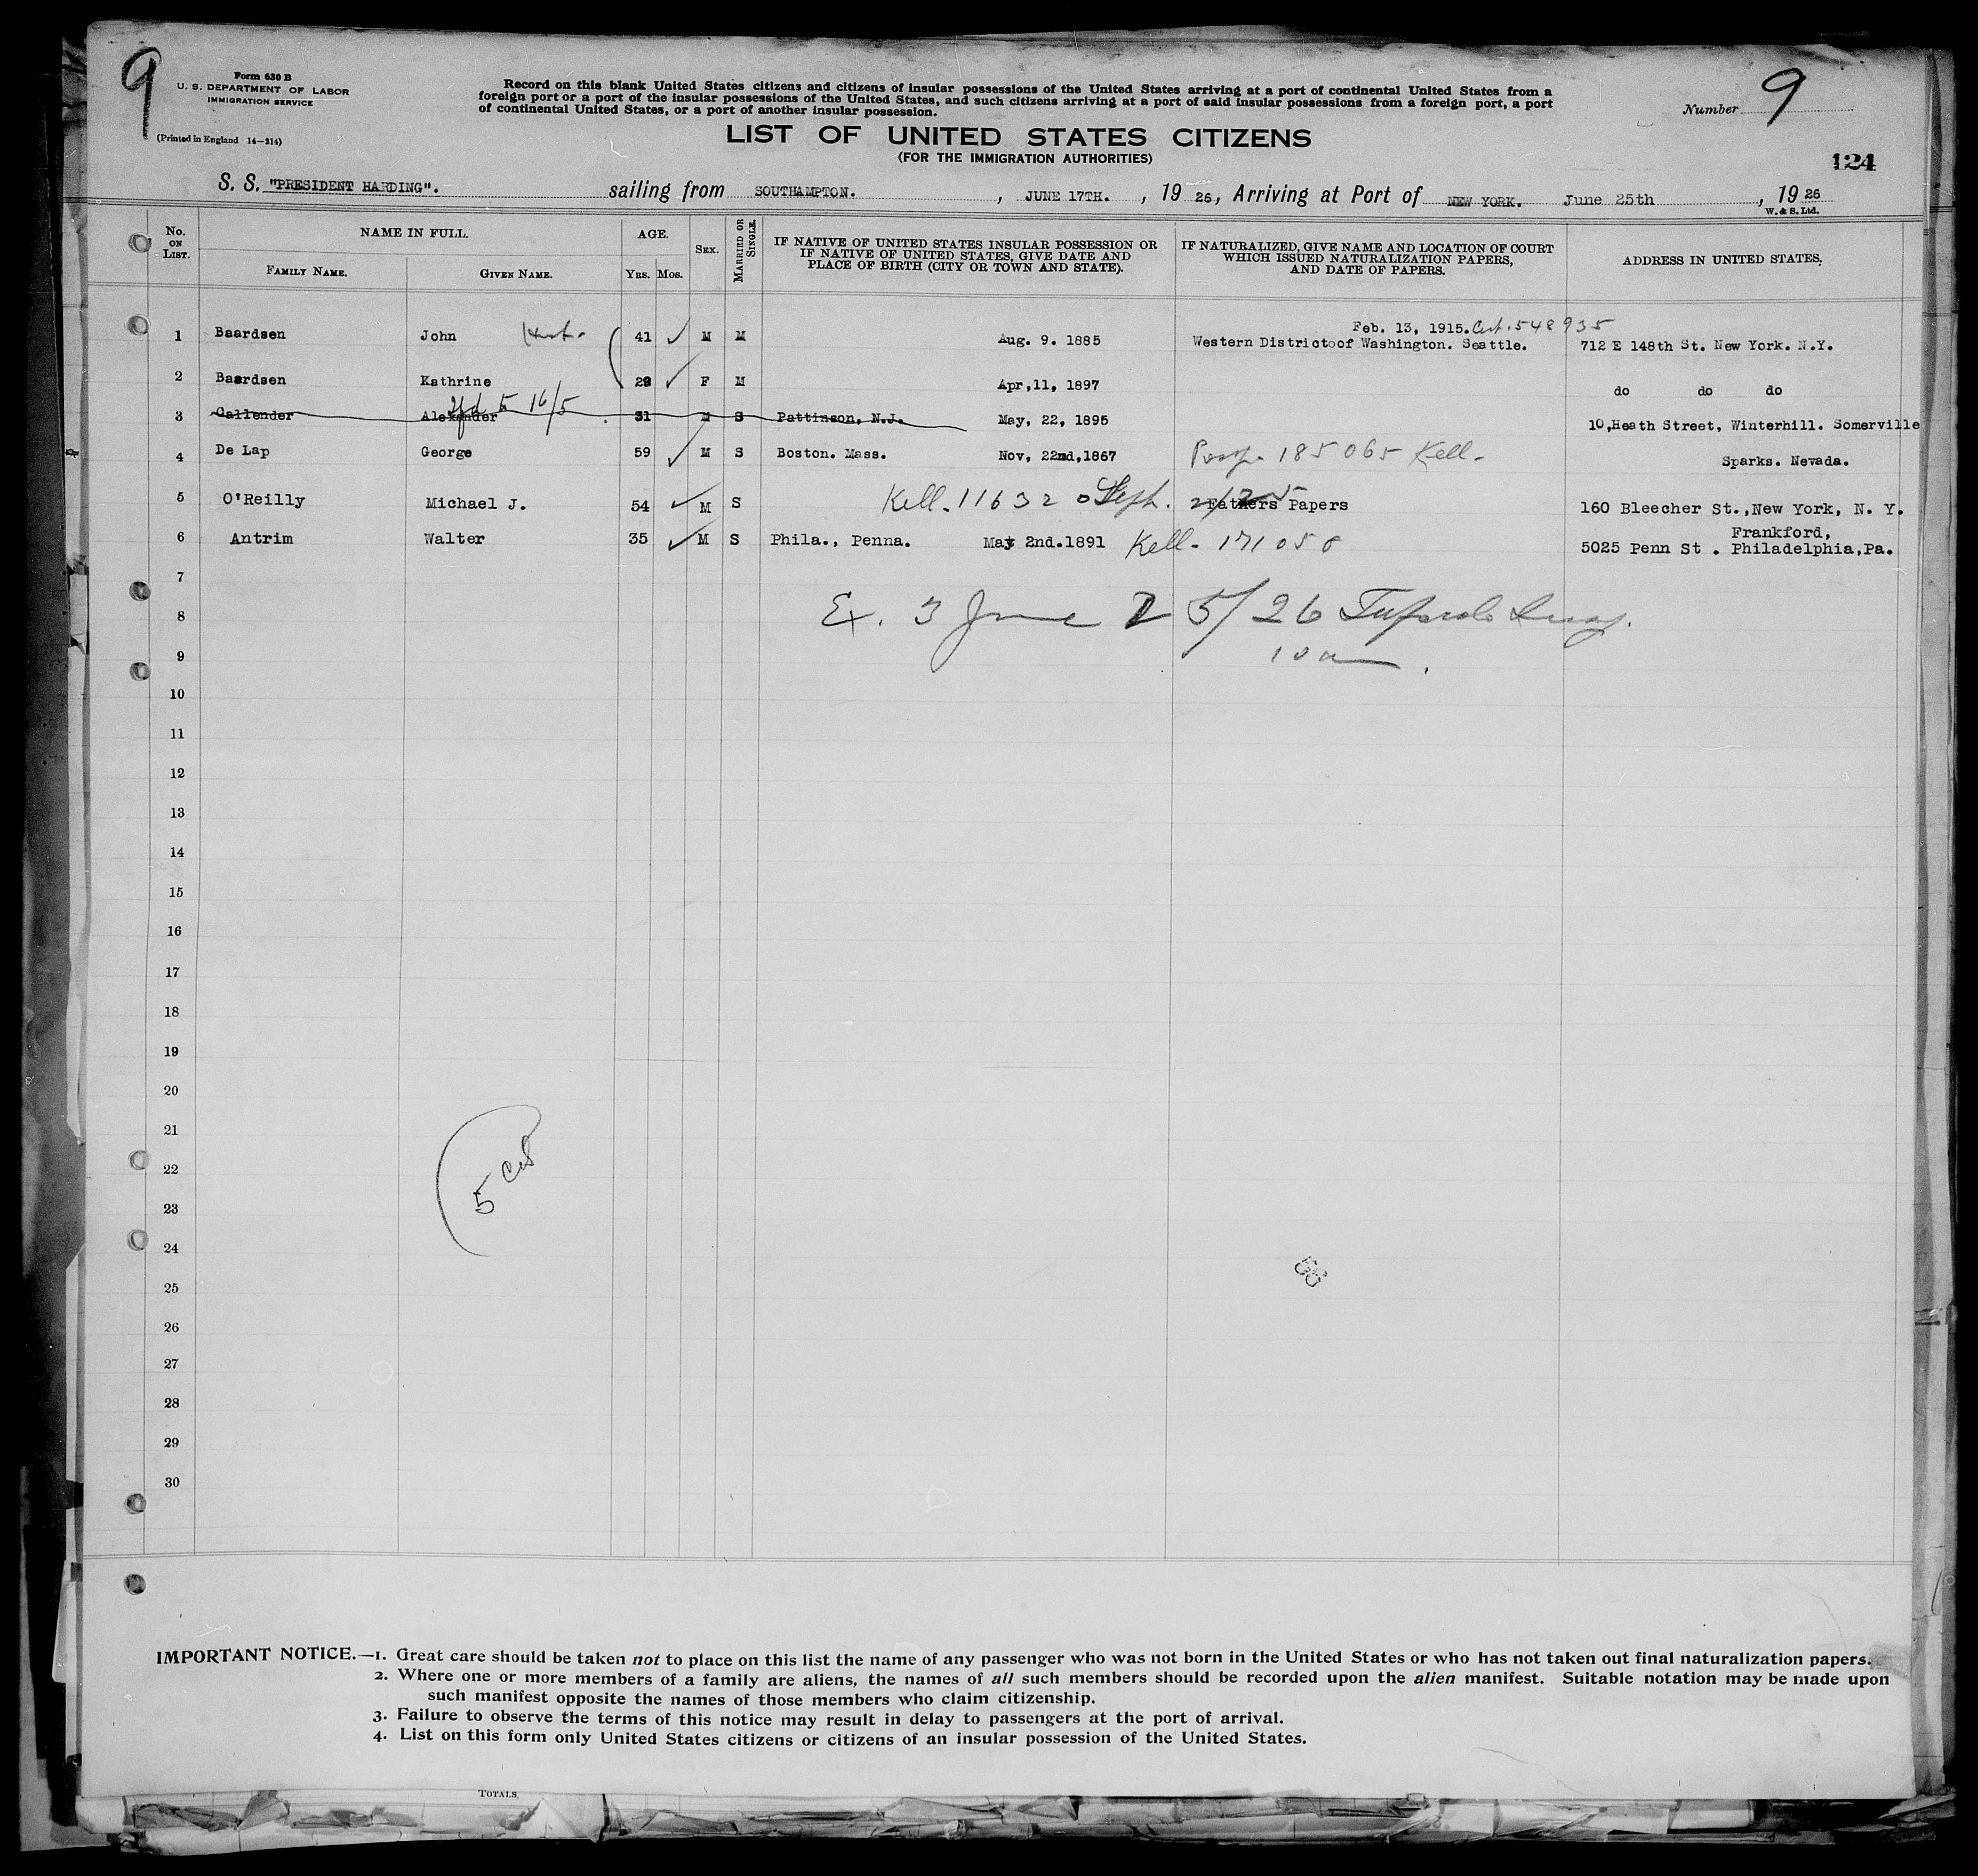 9
Form 630 B
U. S. DEPARTMENT OF LABOR
IMMIGRATION SERVICE
(Printed in England 14—214)
Record on this blank United States citizens and citizens of insular possessions of the United States arriving at a port of continental United States from a
foreign port or a port of the insular possessions of the United States, and such citizens arriving at a port of said insular possessions from a foreign port, a port
of continental United States, or a port of another insular possession.
Number 9
LIST OF UNITED STATES CITIZENS
(FOR THE IMMIGRATION AUTHORITIES)
124
S. S. "PRESIDENT HARDING". sailing from SOUTHAMPTON. , JUNE 17TH. , 19 26, Arriving at Port of NEW YORK. June 25th , 19 26
W. & S. Ltd.
No. ON LIST.
NAME IN FULL.
FAMILY NAME. GIVEN NAME.
AGE.
YRS. MOS.
SEX.
MARRIED OR SINGLE.
IF NATIVE OF UNITED STATES INSULAR POSSESSION OR
IF NATIVE OF UNITED STATES, GIVE DATE AND
PLACE OF BIRTH (CITY OR TOWN AND STATE).
IF NATURALIZED, GIVE NAME AND LOCATION OF COURT
WHICH ISSUED NATURALIZATION PAPERS,
AND DATE OF PAPERS.
ADDRESS IN UNITED STATES.
Feb. 13, 1915. Cert. 548935
1 Baardsen John 41 M M Aug. 9. 1885 Western Districtoof Washington. Seattle. 712 E 148th St. New York. N.Y.
2 Baardsen Kathrine 29 F M Apr,11, 1897 do do do
16/5
3 Callender Alexander 31 M S Pattinson, N.J. May, 22, 1895 10,Heath Street, Winterhill. Somerville
4 De Lap George 59 M S Boston. Mass. Nov, 22nd,1867 185065 Kell. Sparks. Nevada.
5 O'Reilly Michael J. 54 M S Kell. 116320 Sept. Fathers Papers 160 Bleecher St.,New York, N. Y.
Frankford,
6 Antrim Walter 35 M S Phila., Penna. May 2nd.1891 Kell. 171050 5025 Penn St . Philadelphia,Pa.
7
8 Ex. 3 June 25/26
9 10 am
10
11
12
13
14
15
16
17
18
19
20
21
22
5
23
24
25
26
27
28
29
30
IMPORTANT NOTICE.—1. Great care should be taken not to place on this list the name of any passenger who was not born in the United States or who has not taken out final naturalization papers.
2. Where one or more members of a family are aliens, the names of all such members should be recorded upon the alien manifest. Suitable notation may be made upon
such manifest opposite the names of those members who claim citizenship.
3. Failure to observe the terms of this notice may result in delay to passengers at the port of arrival.
4. List on this form only United States citizens or citizens of an insular possession of the United States.
TOTALS.